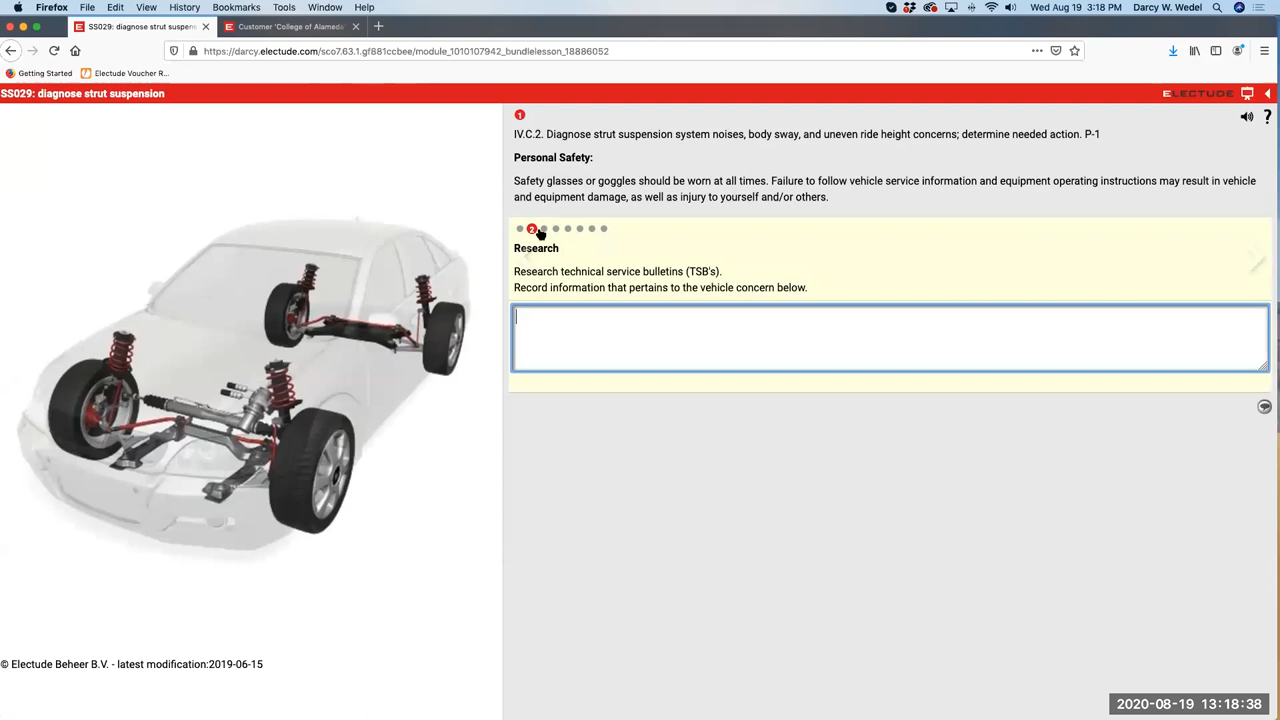 Firefox File Edit View History Bookmarks Tools Window Help Wed Aug 19 3:18 PM Darcy W. Wedel
SS029: diagnose strut suspen Customer 'College of Alameda'
https://darcy.electude.com/sco7.63.1.gf881ccbee/module_1010107942_bundlelesson_18886052
Getting Started Electude Voucher R...
SS029: diagnose strut suspension ELECTUDE
1
?
IV.C.2. Diagnose strut suspension system noises, body sway, and uneven ride height concerns; determine needed action. P-1
Personal Safety:
Safety glasses or goggles should be worn at all times. Failure to follow vehicle service information and equipment operating instructions may result in vehicle
and equipment damage, as well as injury to yourself and/or others.
2
Research
Research technical service bulletins (TSB's).
Record information that pertains to the vehicle concern below.
© Electude Beheer B.V. - latest modification:2019-06-15
2020-08-19 13:18:38